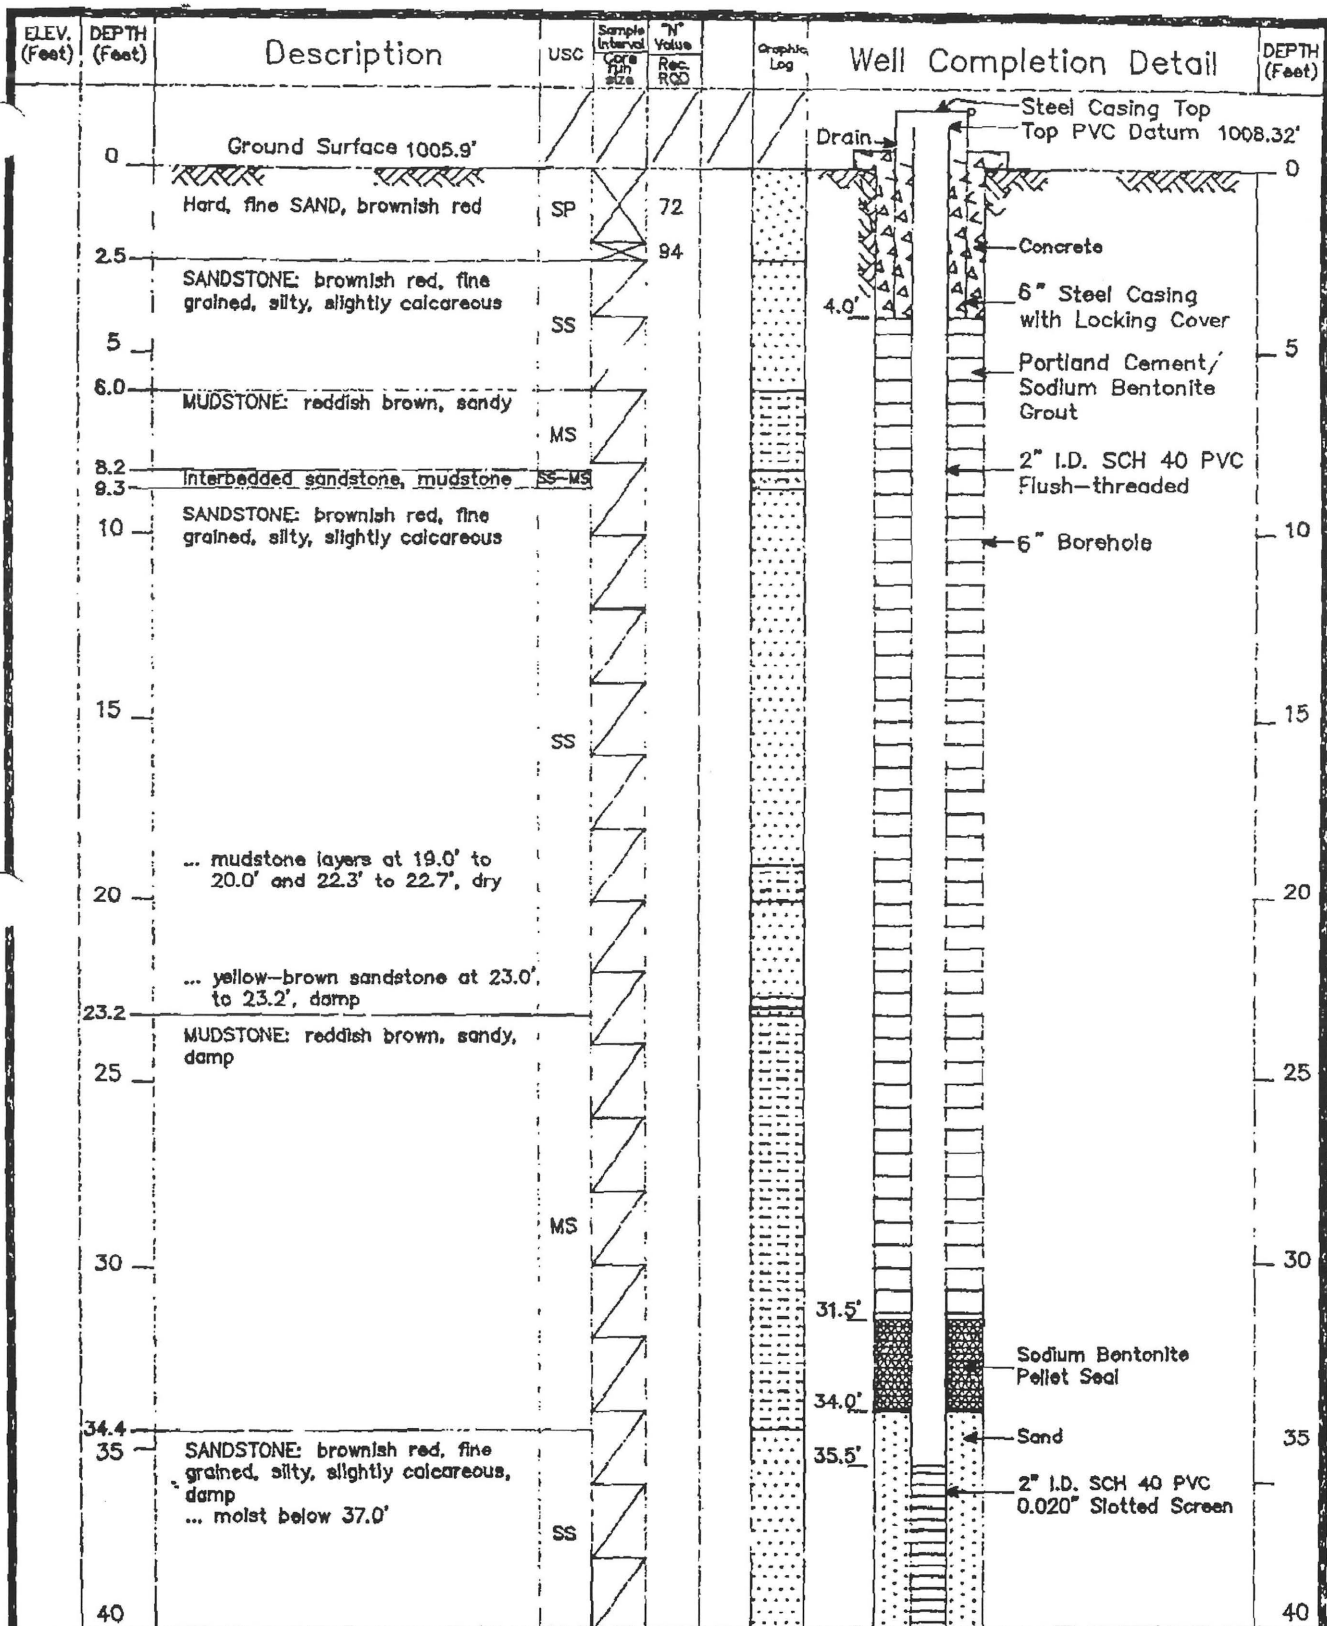 ELEV. (Feet)
DEPTH (Feet)
Description
USC
Sample Interval
Core run size
"N" Value
Rec. RQD
Graphic Log
Well Completion Detail
DEPTH (Feet)
Steel Casing Top
Top PVC Datum 1008.32'
Drain
Ground Surface 1005.9'
0
0
Hard, fine SAND, brownish red
SP
72
94
Concrete
2.5
SANDSTONE: brownish red, fine
grained, silty, slightly calcareous
SS
4.0'
6" Steel Casing
with Locking Cover
5
5
Portland Cement/
Sodium Bentonite
Grout
6.0
MUDSTONE: reddish brown, sandy
MS
8.2
Interbedded sandstone, mudstone
SS-MS
9.3
2" I.D. SCH 40 PVC
Flush-threaded
SANDSTONE: brownish red, fine
grained, silty, slightly calcareous
10
10
6" Borehole
15
15
SS
... mudstone layers at 19.0' to
20.0' and 22.3' to 22.7', dry
20
20
... yellow-brown sandstone at 23.0'
to 23.2', damp
23.2
MUDSTONE: reddish brown, sandy,
damp
25
25
MS
30
30
31.5'
Sodium Bentonite
Pellet Seal
34.0'
34.4
Sand
35
35
SANDSTONE: brownish red, fine
grained, silty, slightly calcareous,
damp
... moist below 37.0'
35.5'
2" I.D. SCH 40 PVC
0.020" Slotted Screen
SS
40
40